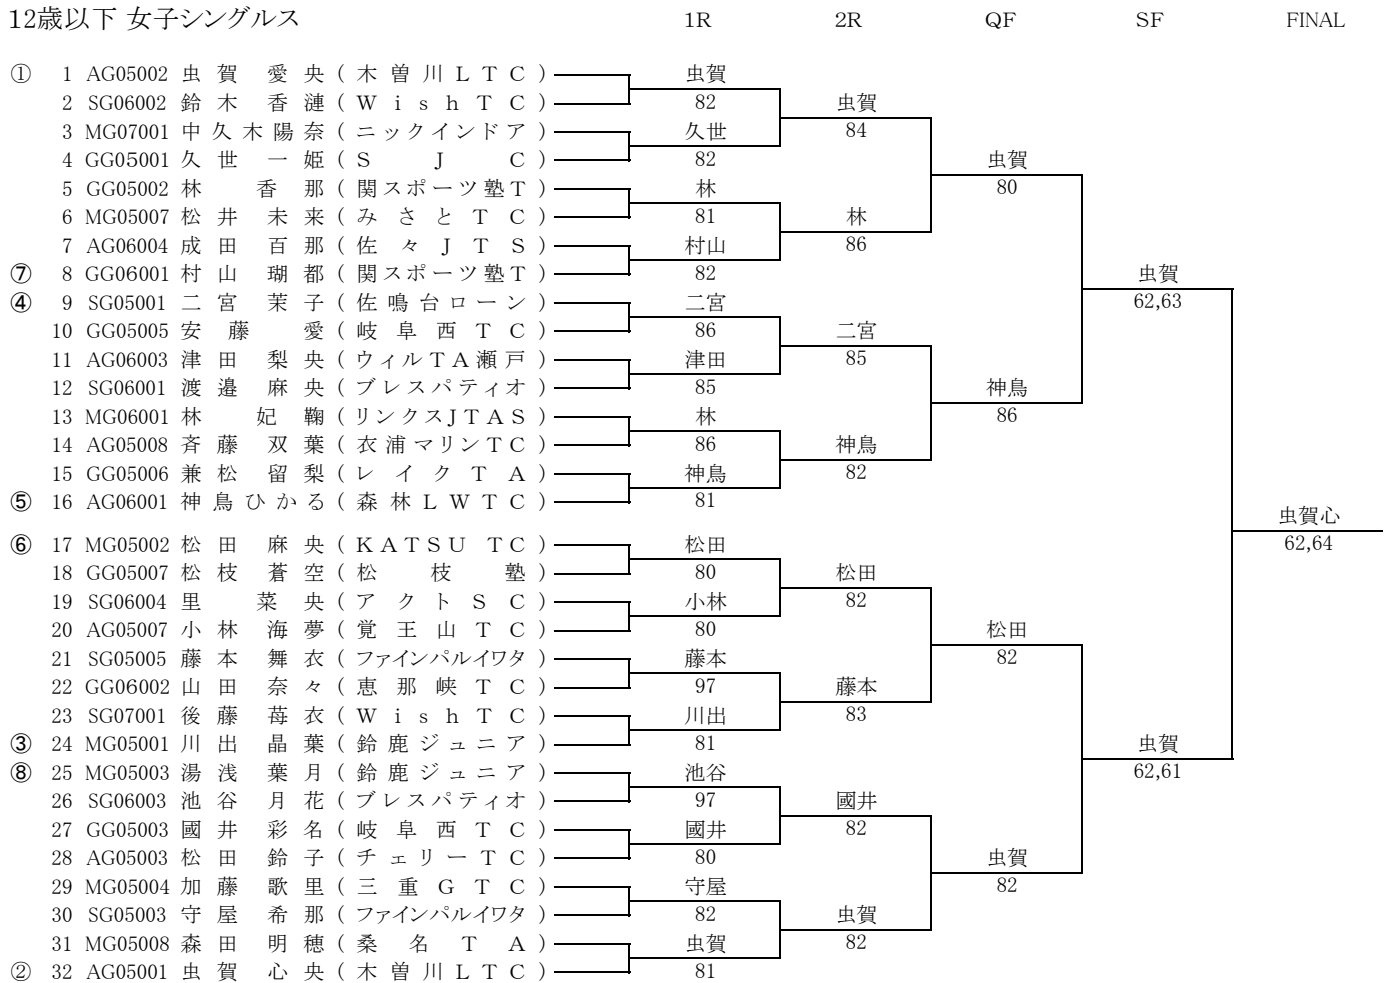 12歳以下 女子シングルス 1R 2R QF SF FINAL
① 1 AG05002 虫賀 愛央(木曽川LTC) 虫賀
2 SG06002 鈴木 香漣(WishTC) 82 虫賀
3 MG07001 中久木陽奈(ニックインドア) 久世 84
4 GG05001 久世 一姫(SJC) 82 虫賀
5 GG05002 林 香那(関スポーツ塾T) 林 80
6 MG05007 松井 未来(みさとTC) 81 林
7 AG06004 成田 百那(佐々JTS) 村山 86
⑦ 8 GG06001 村山 瑚都(関スポーツ塾T) 82 虫賀
④ 9 SG05001 二宮 茉子(佐鳴台ローン) 二宮 62,63
10 GG05005 安藤 愛(岐阜西TC) 86 二宮
11 AG06003 津田 梨央(ウィルTA瀬戸) 津田 85
12 SG06001 渡邉 麻央(ブレスパティオ) 85 神鳥
13 MG06001 林 妃鞠(リンクスJTAS) 林 86
14 AG05008 斉藤 双葉(衣浦マリンTC) 86 神鳥
15 GG05006 兼松 留梨(レイクTA) 神鳥 82
⑤ 16 AG06001 神鳥ひかる(森林LWTC) 81
虫賀心
⑥ 17 MG05002 松田 麻央(KATSU TC) 松田 62,64
18 GG05007 松枝 蒼空(松枝塾) 80 松田
19 SG06004 里 菜央(アクトSC) 小林 82
20 AG05007 小林 海夢(覚王山TC) 80 松田
21 SG05005 藤本 舞衣(ファインパルイワタ) 藤本 82
22 GG06002 山田 奈々(恵那峡TC) 97 藤本
23 SG07001 後藤 苺衣(WishTC) 川出 83
③ 24 MG05001 川出 晶葉(鈴鹿ジュニア) 81 虫賀
⑧ 25 MG05003 湯浅 葉月(鈴鹿ジュニア) 池谷 62,61
26 SG06003 池谷 月花(ブレスパティオ) 97 國井
27 GG05003 國井 彩名(岐阜西TC) 國井 82
28 AG05003 松田 鈴子(チェリーTC) 80 虫賀
29 MG05004 加藤 歌里(三重GTC) 守屋 82
30 SG05003 守屋 希那(ファインパルイワタ) 82 虫賀
31 MG05008 森田 明穂(桑名TA) 虫賀 82
② 32 AG05001 虫賀 心央(木曽川LTC) 81